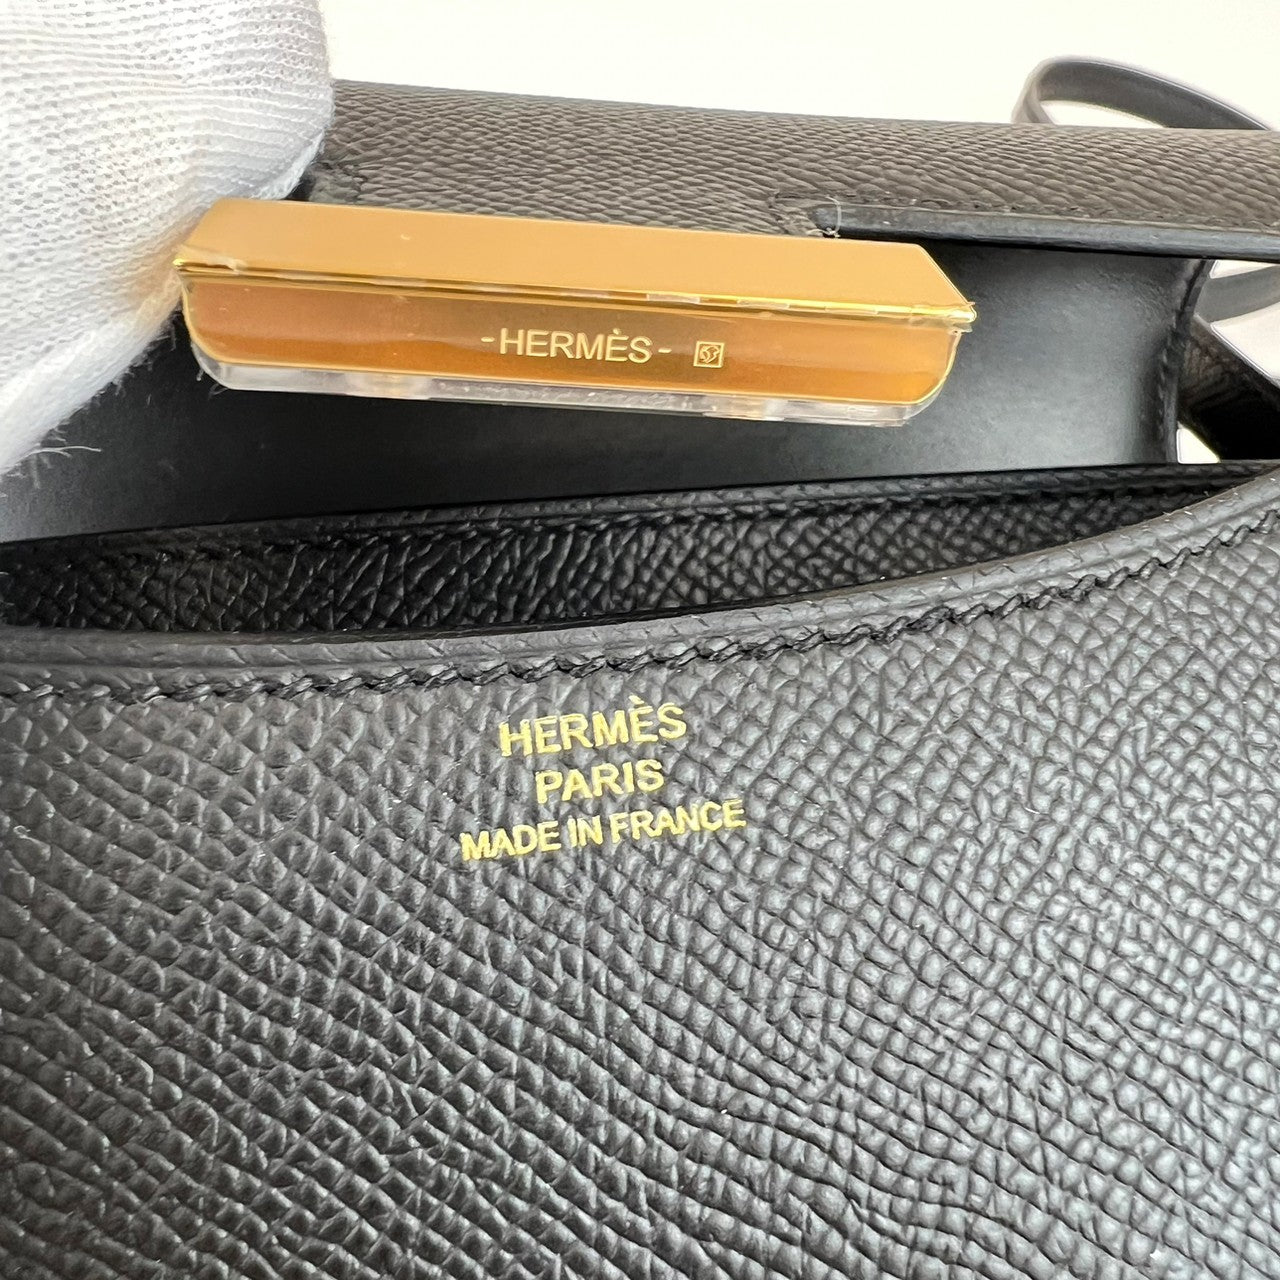 -HERMÈS-
HERMÈS
PARIS
MADE IN FRANCE